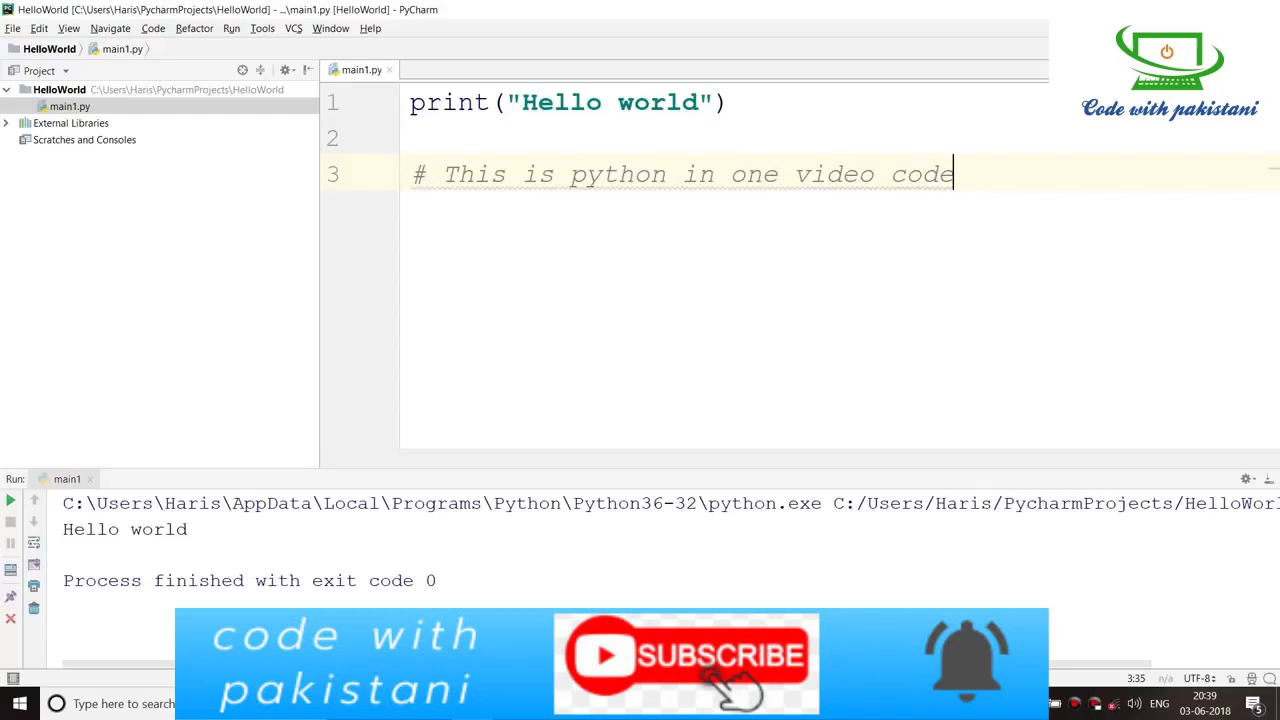 HelloWorld [C:\Users\Haris\PycharmProjects\HelloWorld] - ...\main1.py [HelloWorld] - PyCharm
File Edit View Navigate Code Refactor Run Tools VCS Window Help
HelloWorld main1.py
Project
main1.py
HelloWorld C:\Users\Haris\PycharmProjects\HelloWorld
main1.py
External Libraries
Scratches and Consoles
1 print("Hello world")
2
3 # This is python in one video code
Code with pakistani
Run: main1
C:\Users\Haris\AppData\Local\Programs\Python\Python36-32\python.exe C:/Users/Haris/PycharmProjects/HelloWorl
Hello world
Process finished with exit code 0
code with
pakistani
SUBSCRIBE
3:35 n/a UTF-8
Type here to search
ENG
20:39
03-06-2018
5